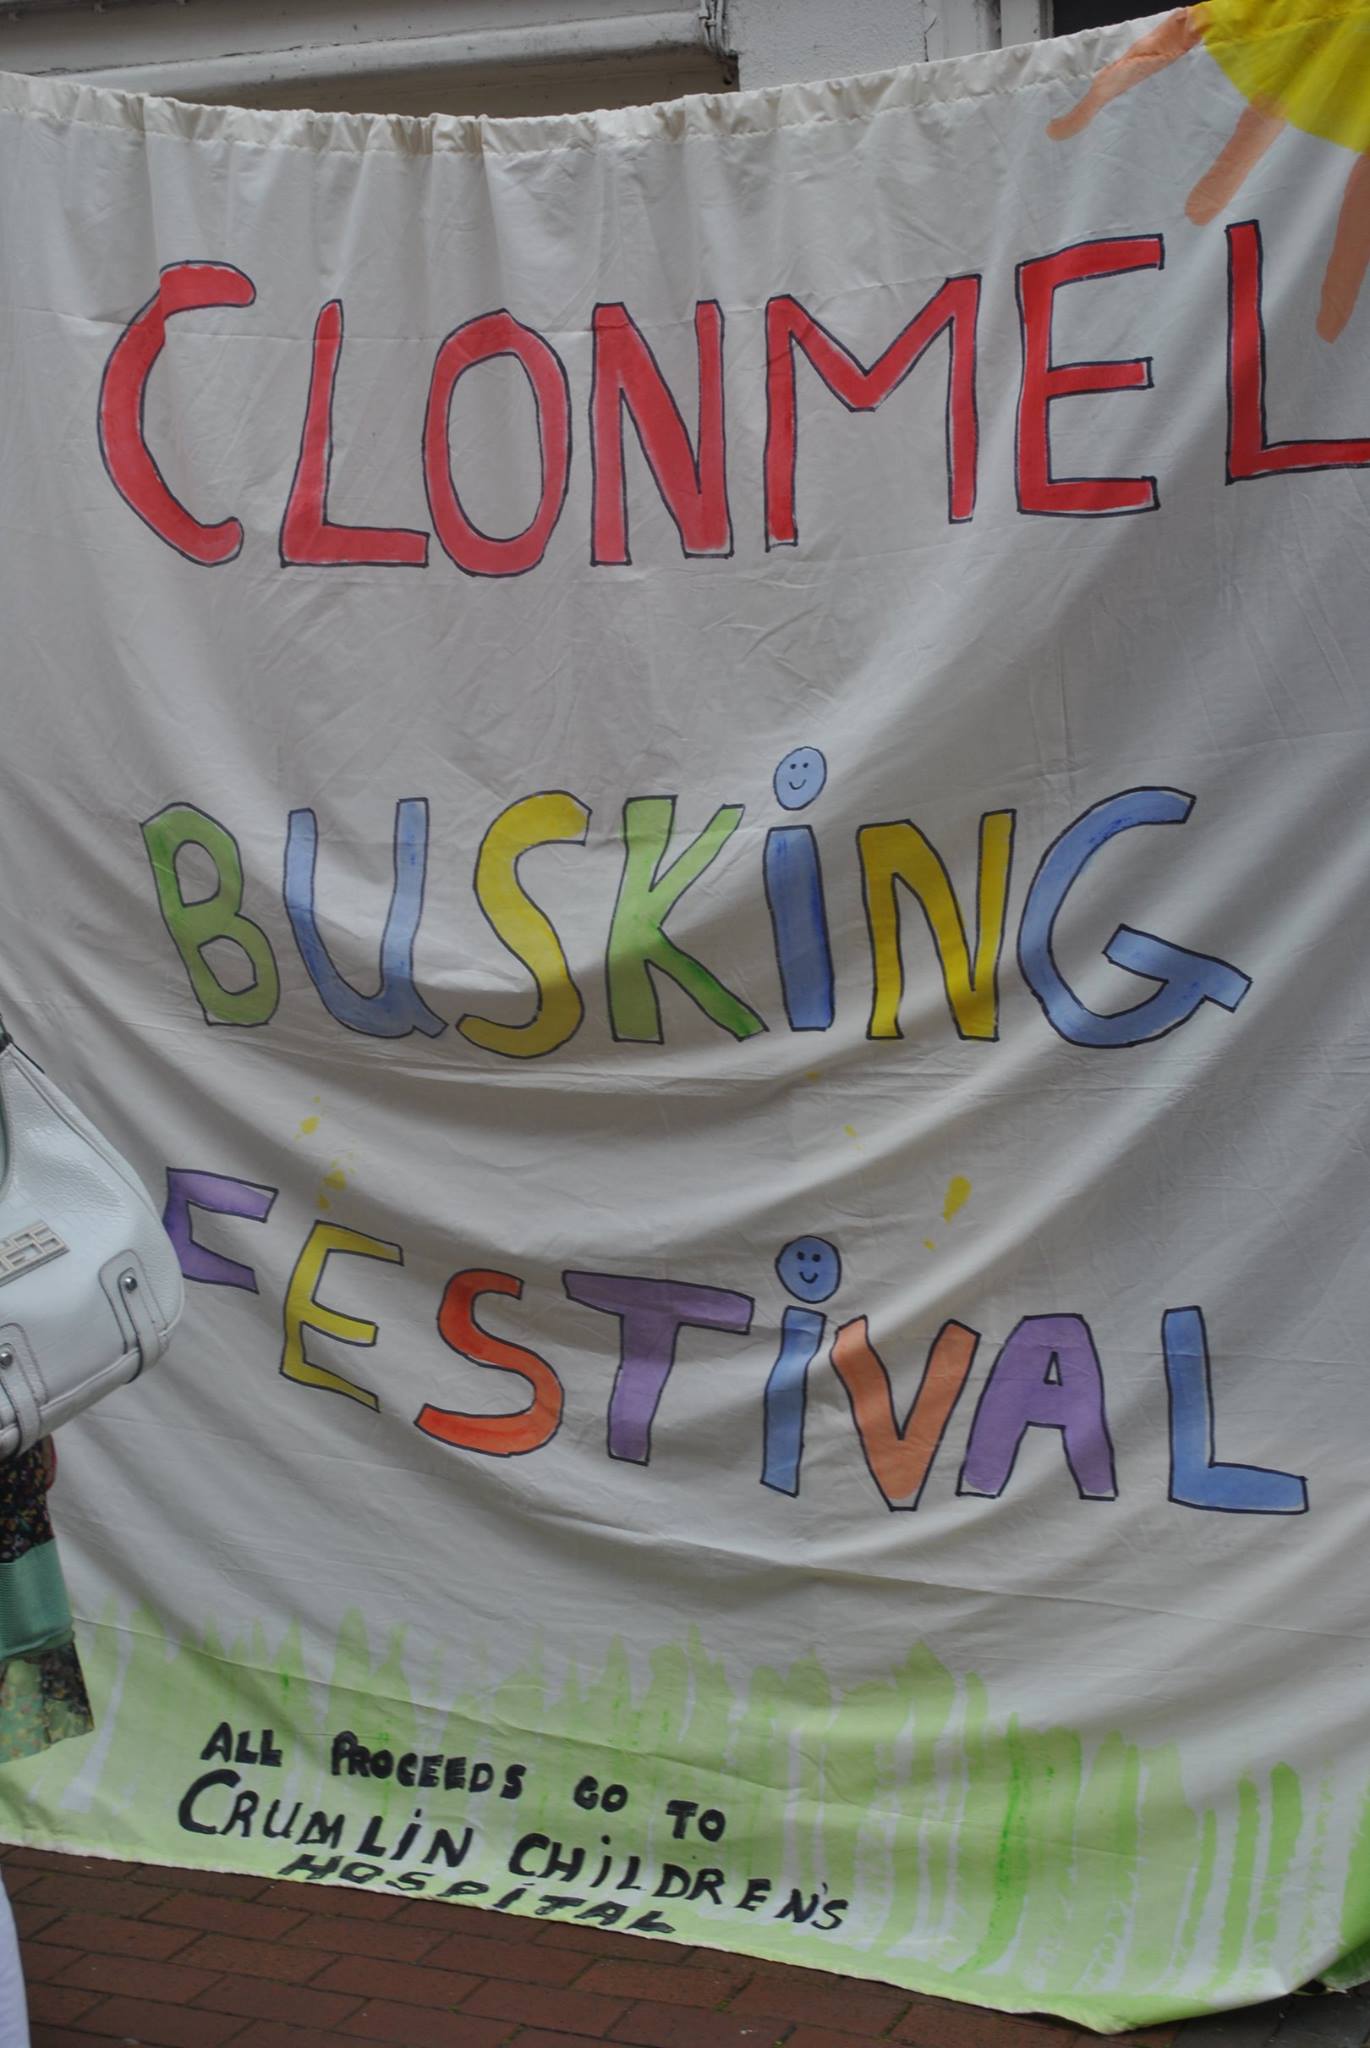 CLONMEL
BUSKiNG
FESTiVAL
ALL PROCEEDS GO TO
CRUMLiN CHiLDREN'S
HOSPiTAL